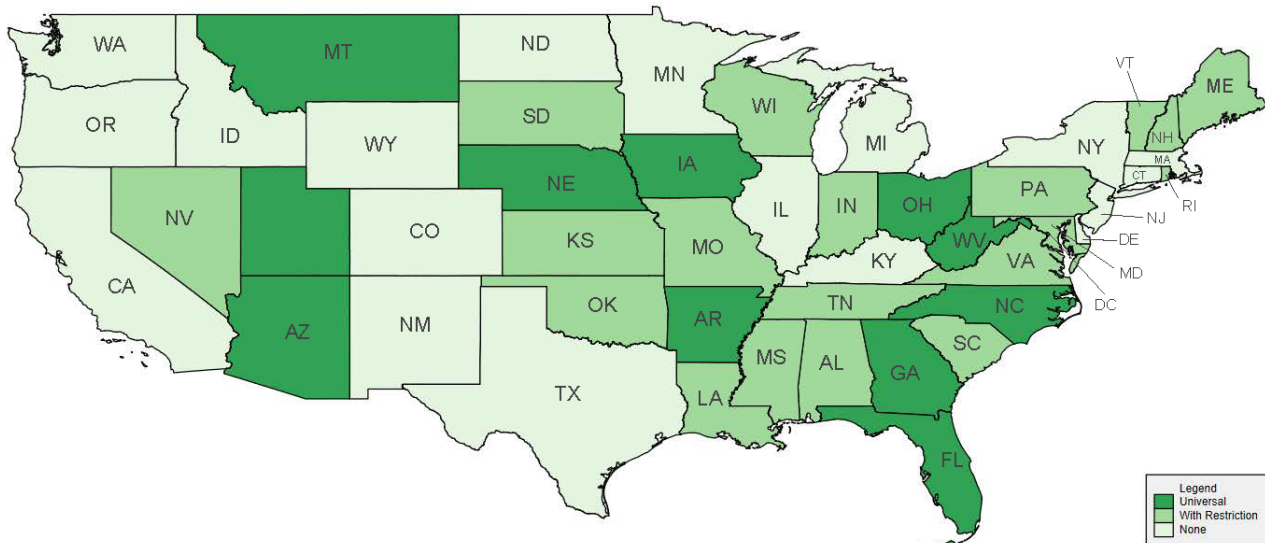 WA
MT
ND
MN
VT
ME
OR
ID
SD
WI
NH
WY
MI
NY
MA
CT
NE
IA
PA
RI
NV
IL
IN
OH
NJ
CO
WV
DE
KS
MO
KY
VA
MD
CA
DC
TN
NC
AZ
NM
OK
AR
SC
MS
AL
GA
TX
LA
FL
Legend
Universal
With Restriction
None